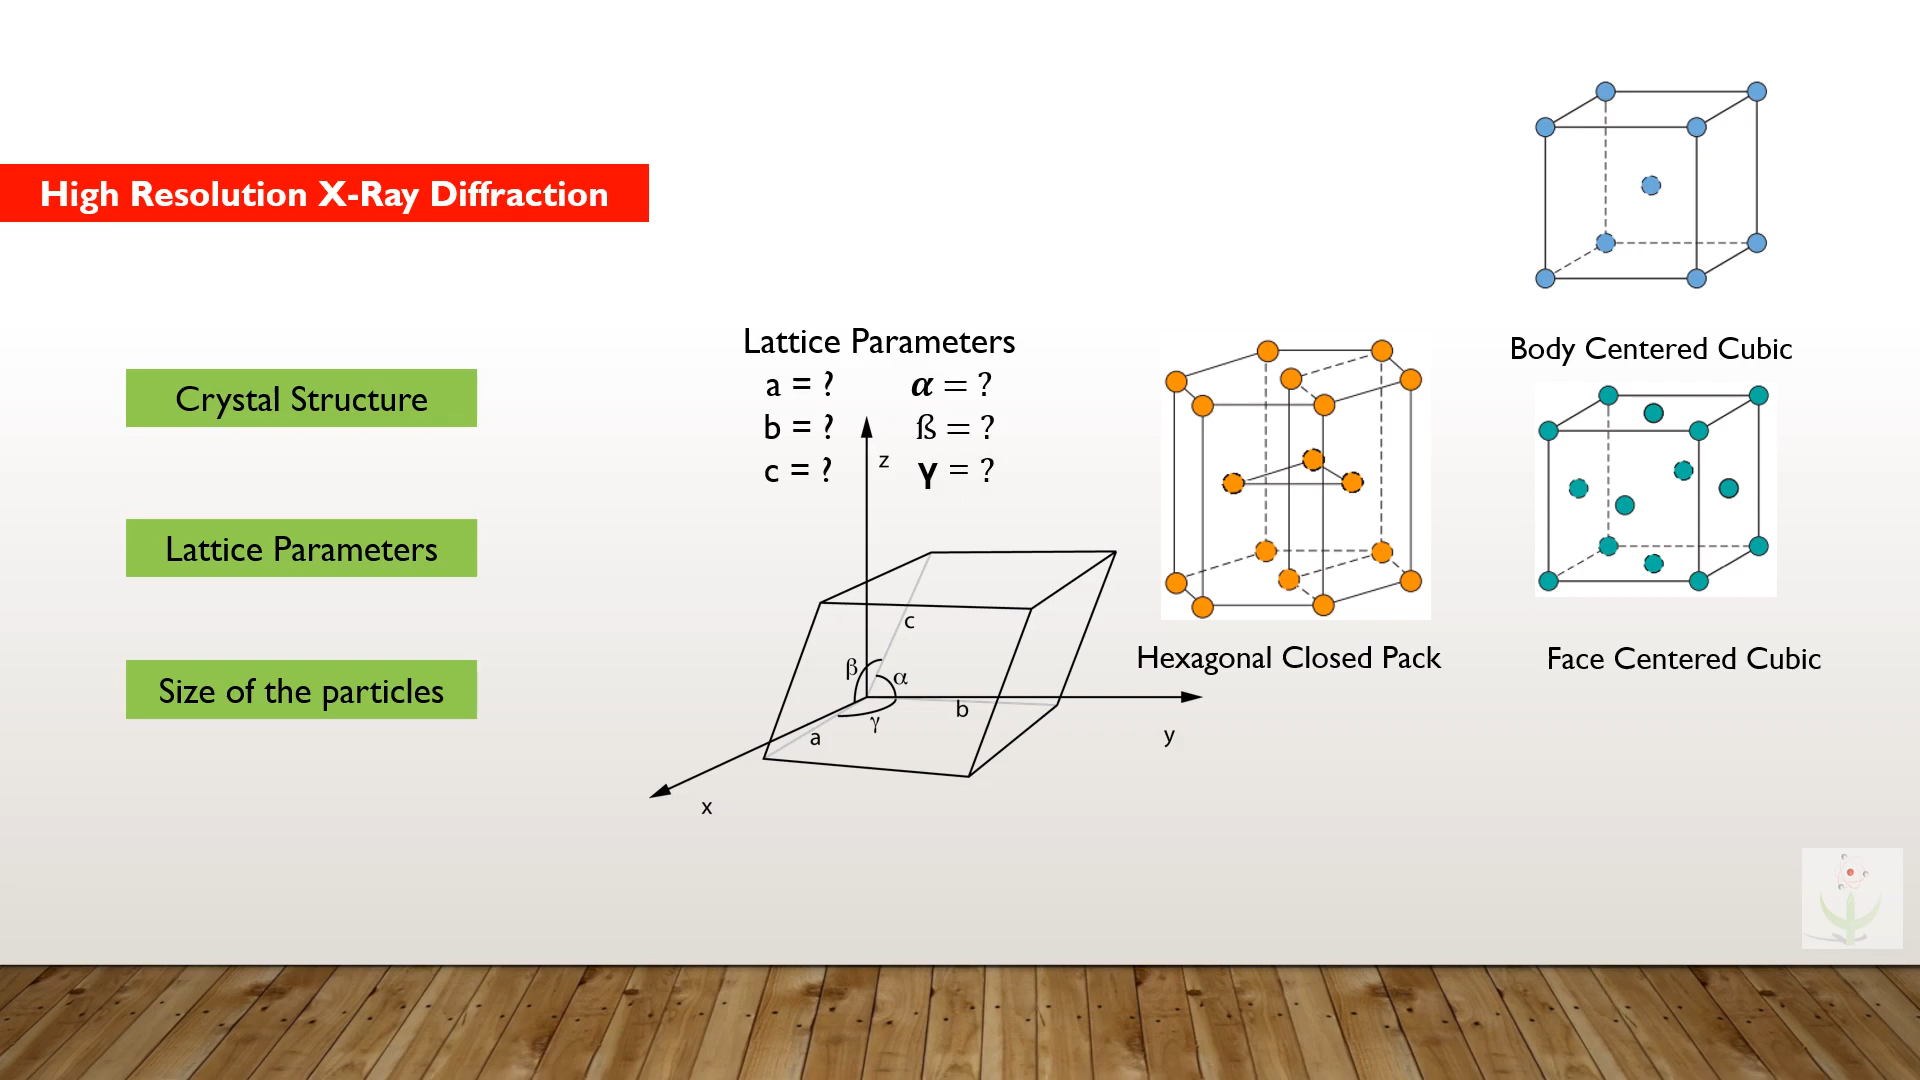 High Resolution X-Ray Diffraction
Crystal Structure
Lattice Parameters
Size of the particles
Lattice Parameters
a = ? 𝜶 = ?
b = ? ß = ?
c = ? γ = ?
z
c
β
α
b
γ
a
y
x
Hexagonal Closed Pack
Body Centered Cubic
Face Centered Cubic